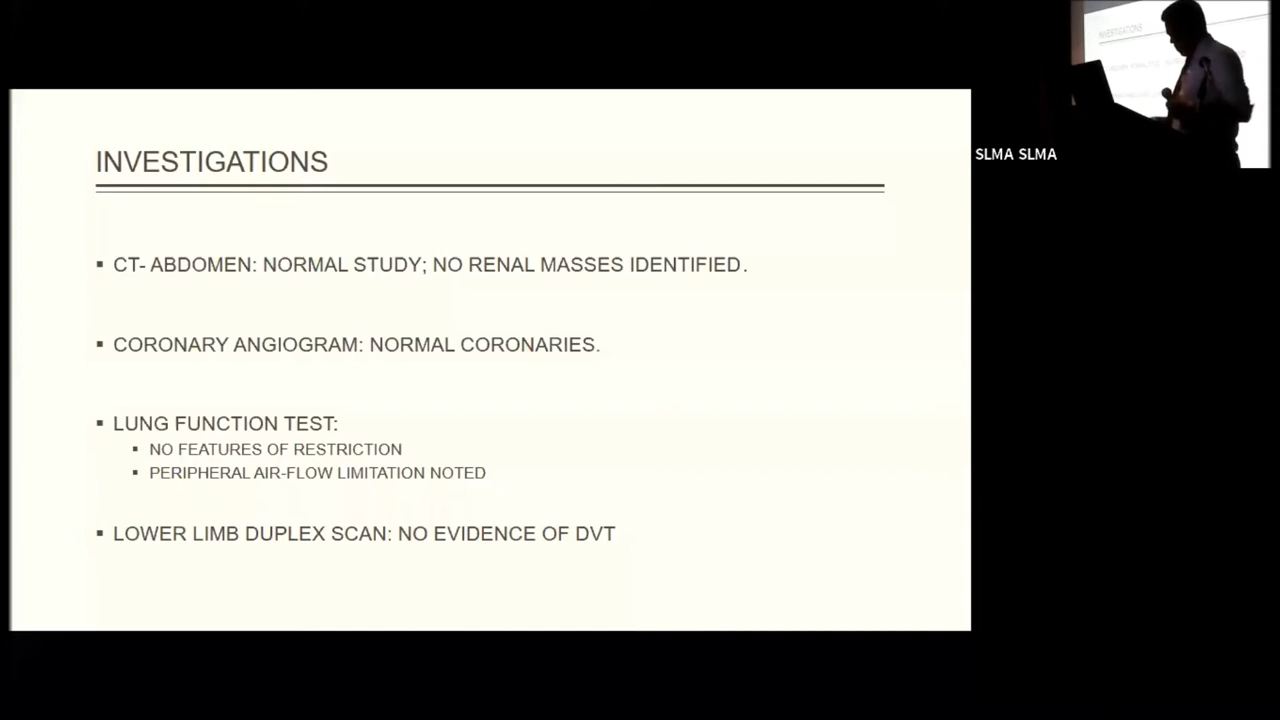 INVESTIGATIONS
▪ CT- ABDOMEN: NORMAL STUDY; NO RENAL MASSES IDENTIFIED.
▪ CORONARY ANGIOGRAM: NORMAL CORONARIES.
▪ LUNG FUNCTION TEST:
▪ NO FEATURES OF RESTRICTION
▪ PERIPHERAL AIR-FLOW LIMITATION NOTED
▪ LOWER LIMB DUPLEX SCAN: NO EVIDENCE OF DVT
INVESTIGATIONS
SLMA SLMA